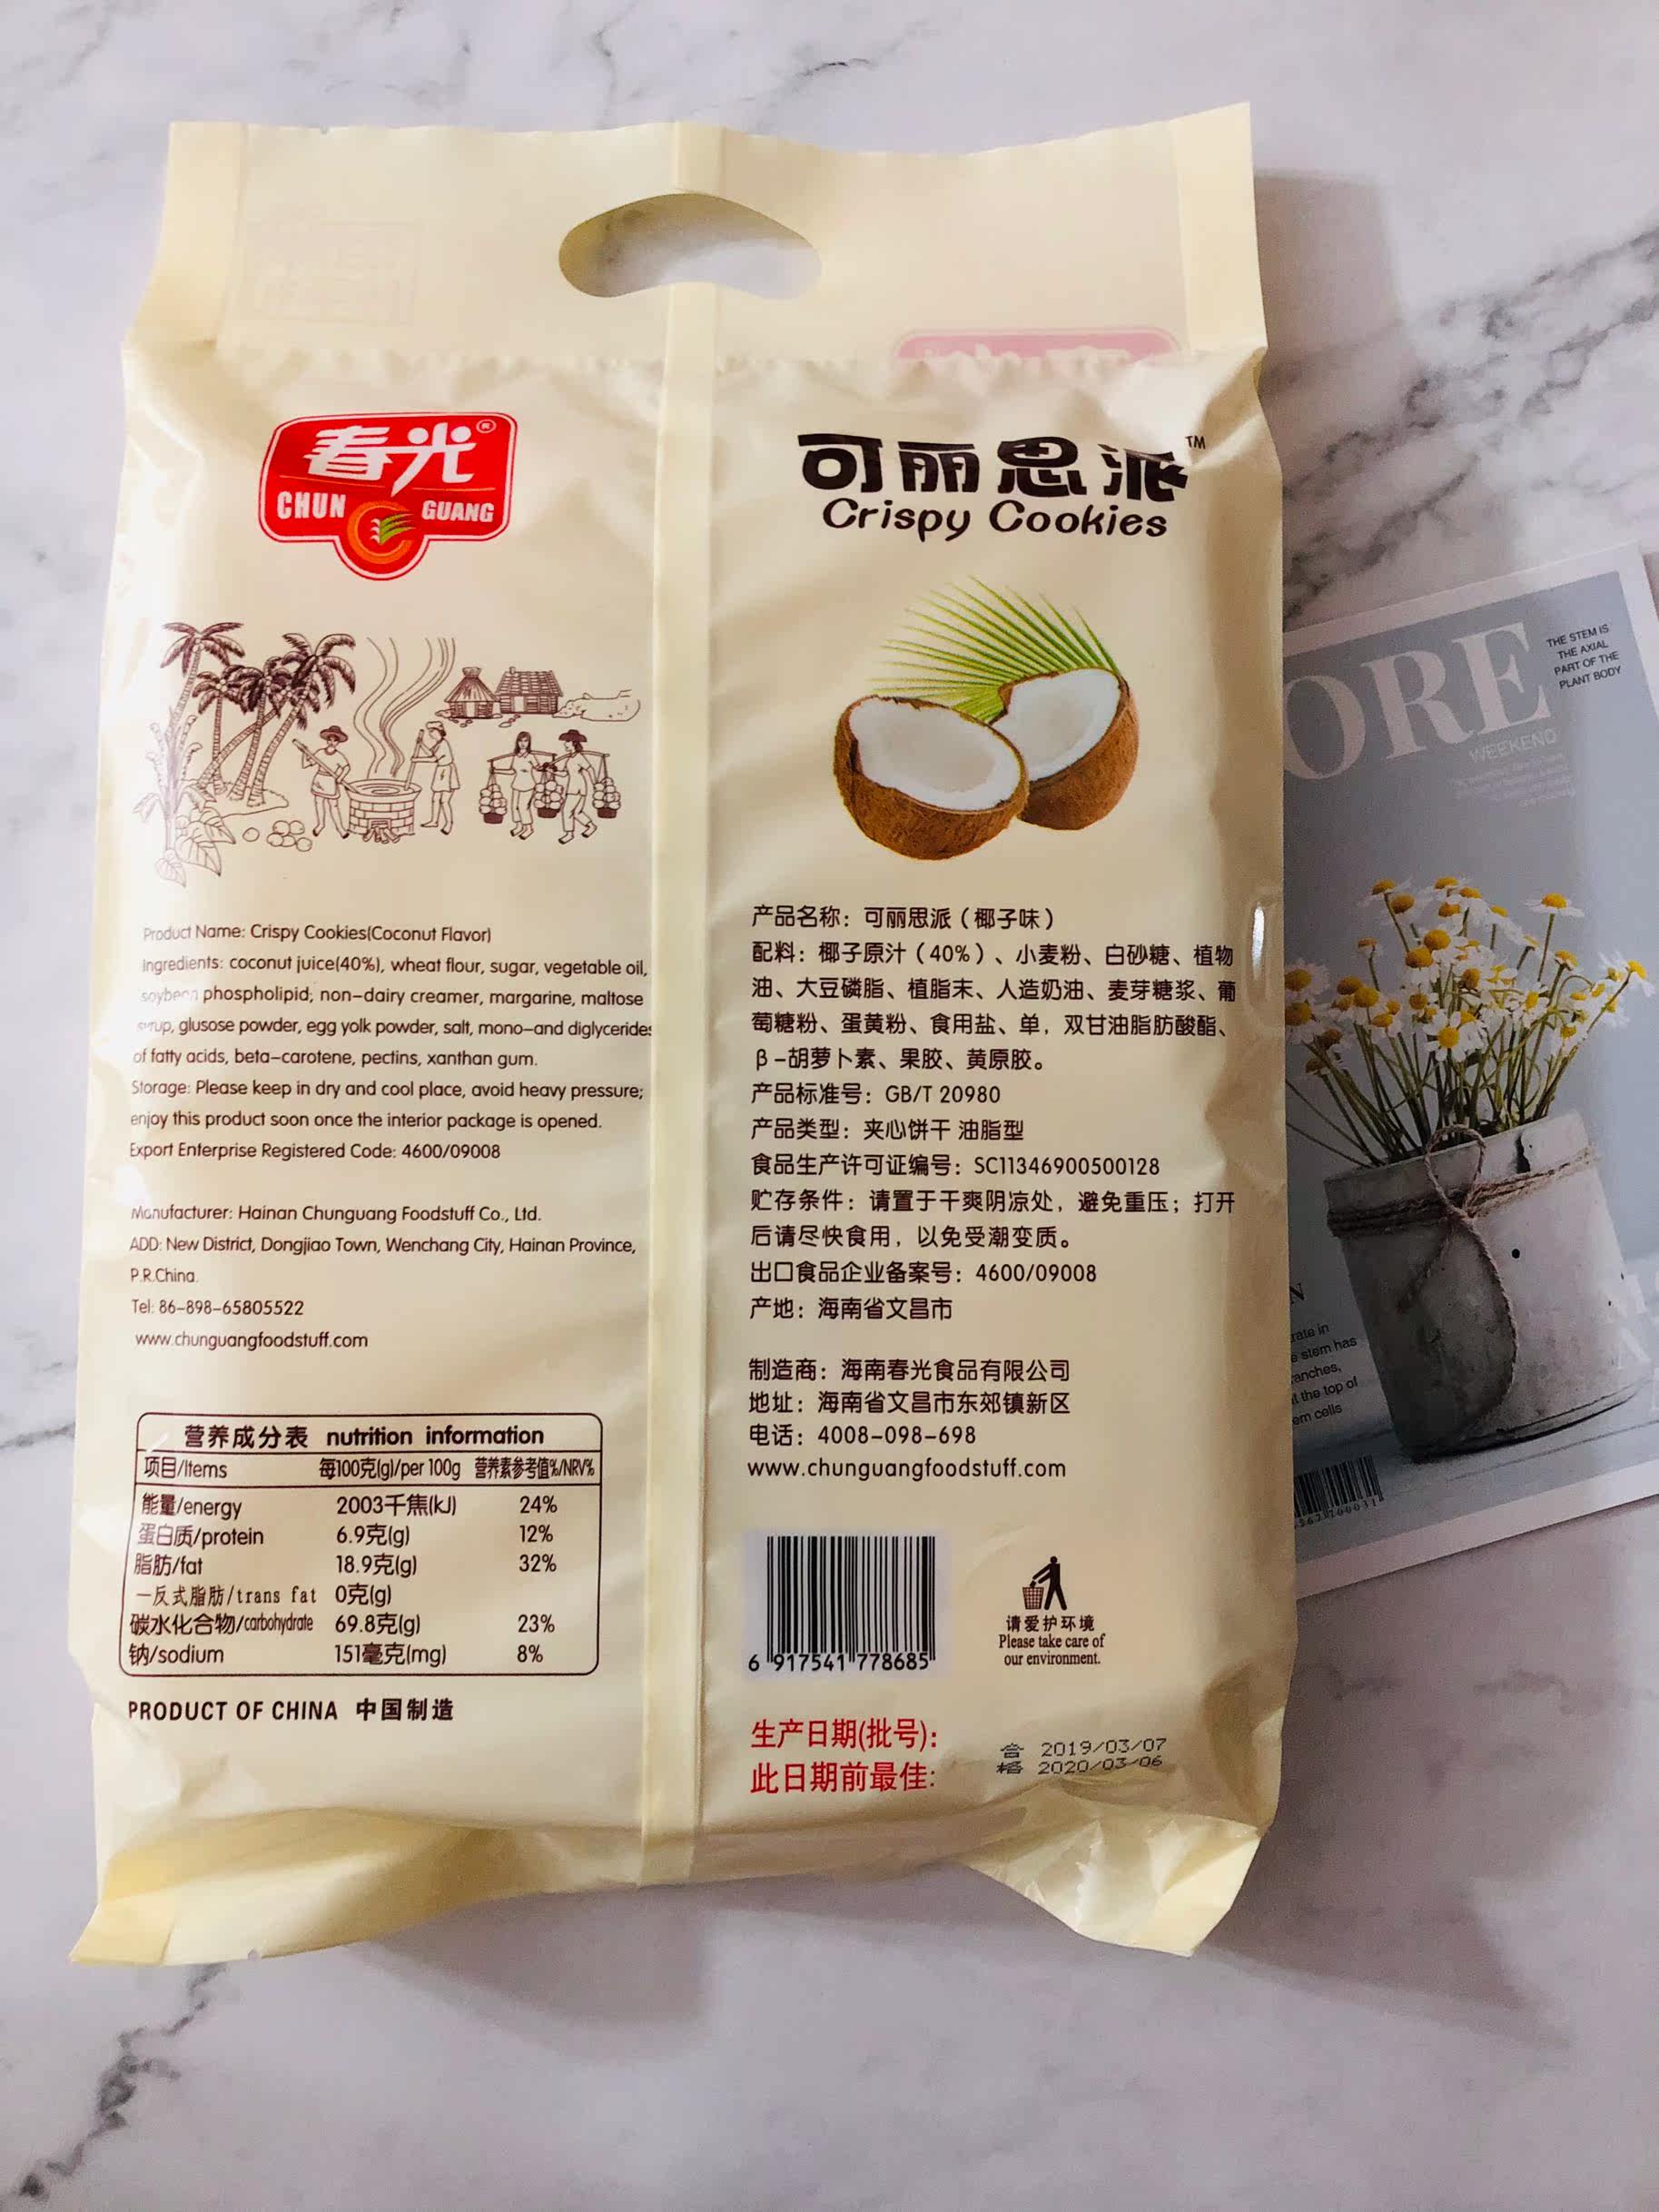 春光®
CHUN GUANG
Product Name: Crispy Cookies(Coconut Flavor)
Ingredients: coconut juice(40%), wheat flour, sugar, vegetable oil,
soybean phospholipid; non-dairy creamer, margarine, maltose
syrup, glusose powder, egg yolk powder, salt, mono-and diglycerides
of fatty acids, beta-carotene, pectins, xanthan gum.
Storage: Please keep in dry and cool place, avoid heavy pressure;
enjoy this product soon once the interior package is opened.
Export Enterprise Registered Code: 4600/09008
Manufacturer: Hainan Chunguang Foodstuff Co., Ltd.
ADD: New District, Dongjiao Town, Wenchang City, Hainan Province,
P.R.China.
Tel: 86-898-65805522
www.chunguangfoodstuff.com
营养成分表 nutrition information
项目/Items 每100克(g)/per 100g 营养素参考值%/NRV%
能量/energy 2003千焦(kJ) 24%
蛋白质/protein 6.9克(g) 12%
脂肪/fat 18.9克(g) 32%
一反式脂肪/trans fat 0克(g)
碳水化合物/carbohydrate 69.8克(g) 23%
钠/sodium 151毫克(mg) 8%
PRODUCT OF CHINA 中国制造
可丽思派™
Crispy Cookies
产品名称：可丽思派（椰子味）
配料：椰子原汁（40%）、小麦粉、白砂糖、植物
油、大豆磷脂、植脂末、人造奶油、麦芽糖浆、葡
萄糖粉、蛋黄粉、食用盐、单，双甘油脂肪酸酯、
β-胡萝卜素、果胶、黄原胶。
产品标准号：GB/T 20980
产品类型：夹心饼干 油脂型
食品生产许可证编号：SC11346900500128
贮存条件：请置于干爽阴凉处，避免重压；打开
后请尽快食用，以免受潮变质。
出口食品企业备案号：4600/09008
产地：海南省文昌市
制造商：海南春光食品有限公司
地址：海南省文昌市东郊镇新区
电话：4008-098-698
www.chunguangfoodstuff.com
6 917541 778685
请爱护环境
Please take care of
our environment.
生产日期(批号):
此日期前最佳:
合格
2019/03/07
2020/03/06
ORE
WEEKEND
THE STEM IS
THE AXIAL
PART OF THE
PLANT BODY
rate in
e stem has
anches,
t the top of
em cells